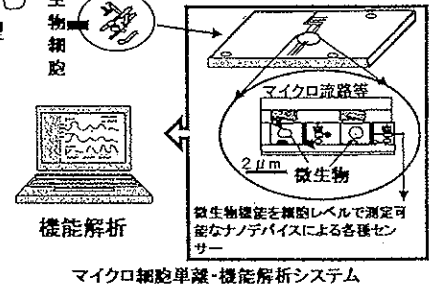 生
物
細
胞
型
マイクロ流路等
2μm
微生物
機能解析
微生物機能を細胞レベルで測定可
能なナノデバイスによる各種セン
サー
マイクロ細胞単離・機能解析システム